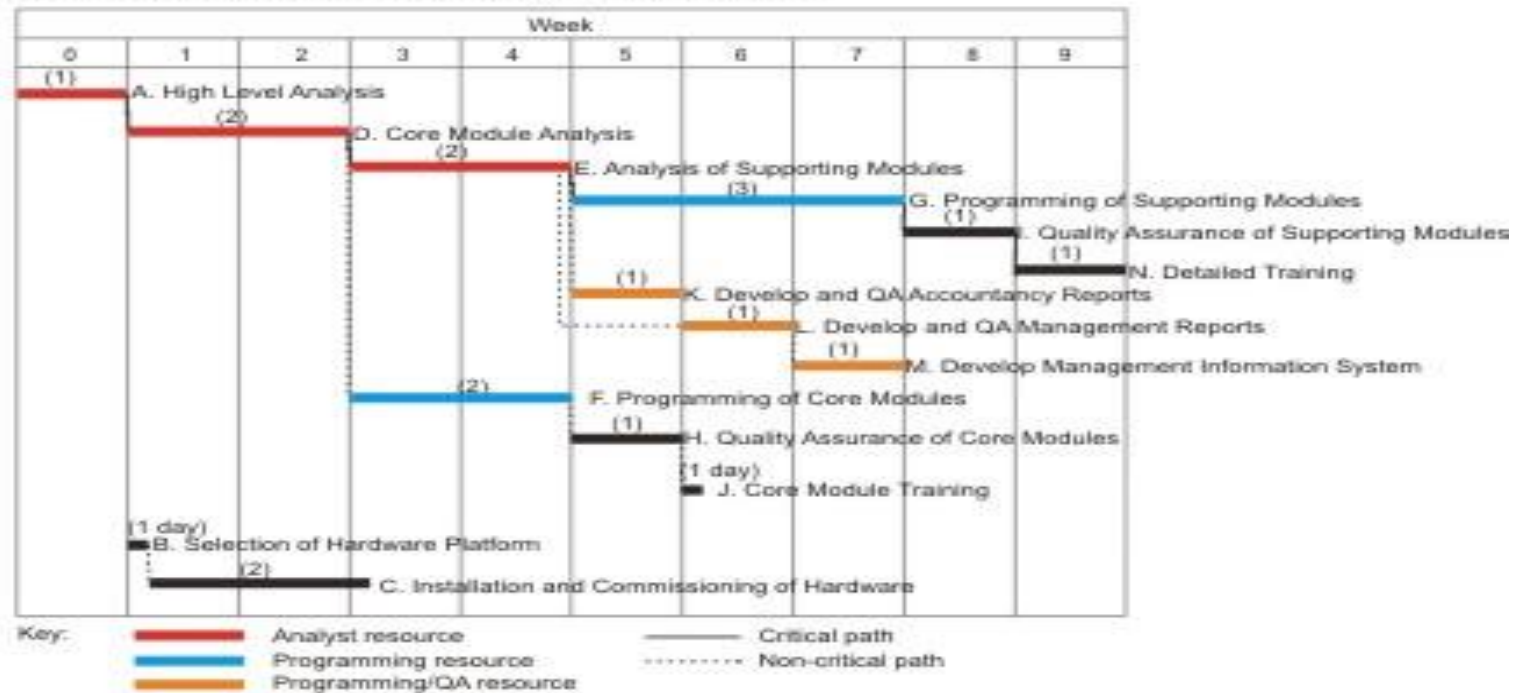 Week
0 1 2 3 4 5 6 7 8 9
(1)
A. High Level Analysis
(2)
D. Core Module Analysis
(2)
E. Analysis of Supporting Modules
(3)
G. Programming of Supporting Modules
(1)
I. Quality Assurance of Supporting Modules
(1)
N. Detailed Training
(1)
K. Develop and QA Accountancy Reports
(1)
L. Develop and QA Management Reports
(1)
M. Develop Management Information System
(2)
F. Programming of Core Modules
(1)
H. Quality Assurance of Core Modules
(1 day)
J. Core Module Training
(1 day)
B. Selection of Hardware Platform
(2)
C. Installation and Commissioning of Hardware
Key:
Analyst resource
Critical path
Programming resource
Non-critical path
Programming/QA resource